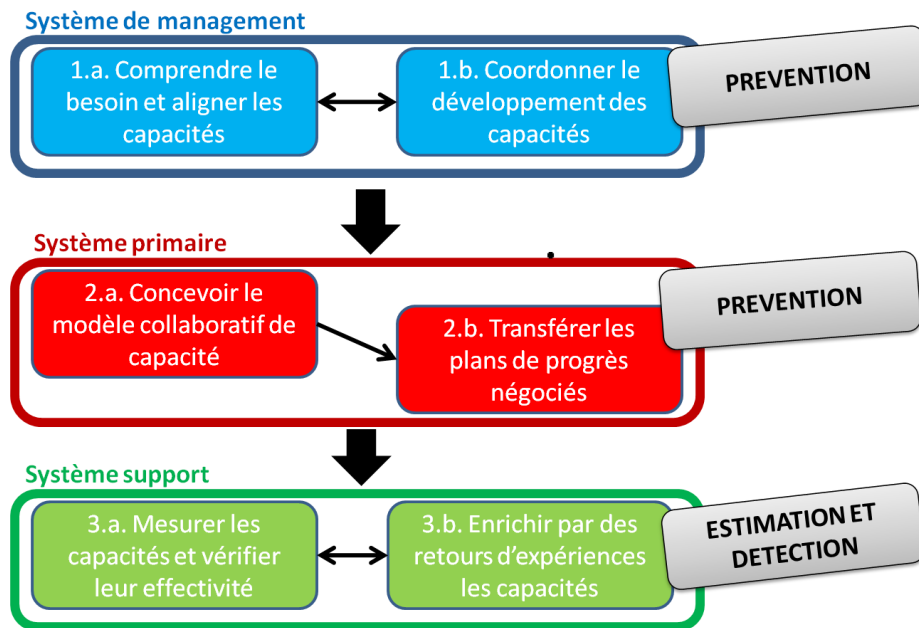 Système de management
1.a. Comprendre le
besoin et aligner les
capacités
1.b. Coordonner le
développement des
capacités
PREVENTION
Système primaire
2.a. Concevoir le
modèle collaboratif de
capacité
2.b. Transférer les
plans de progrès
négociés
PREVENTION
Système support
3.a. Mesurer les
capacités et vérifier
leur effectivité
3.b. Enrichir par des
retours d’expériences
les capacités
ESTIMATION ET
DETECTION